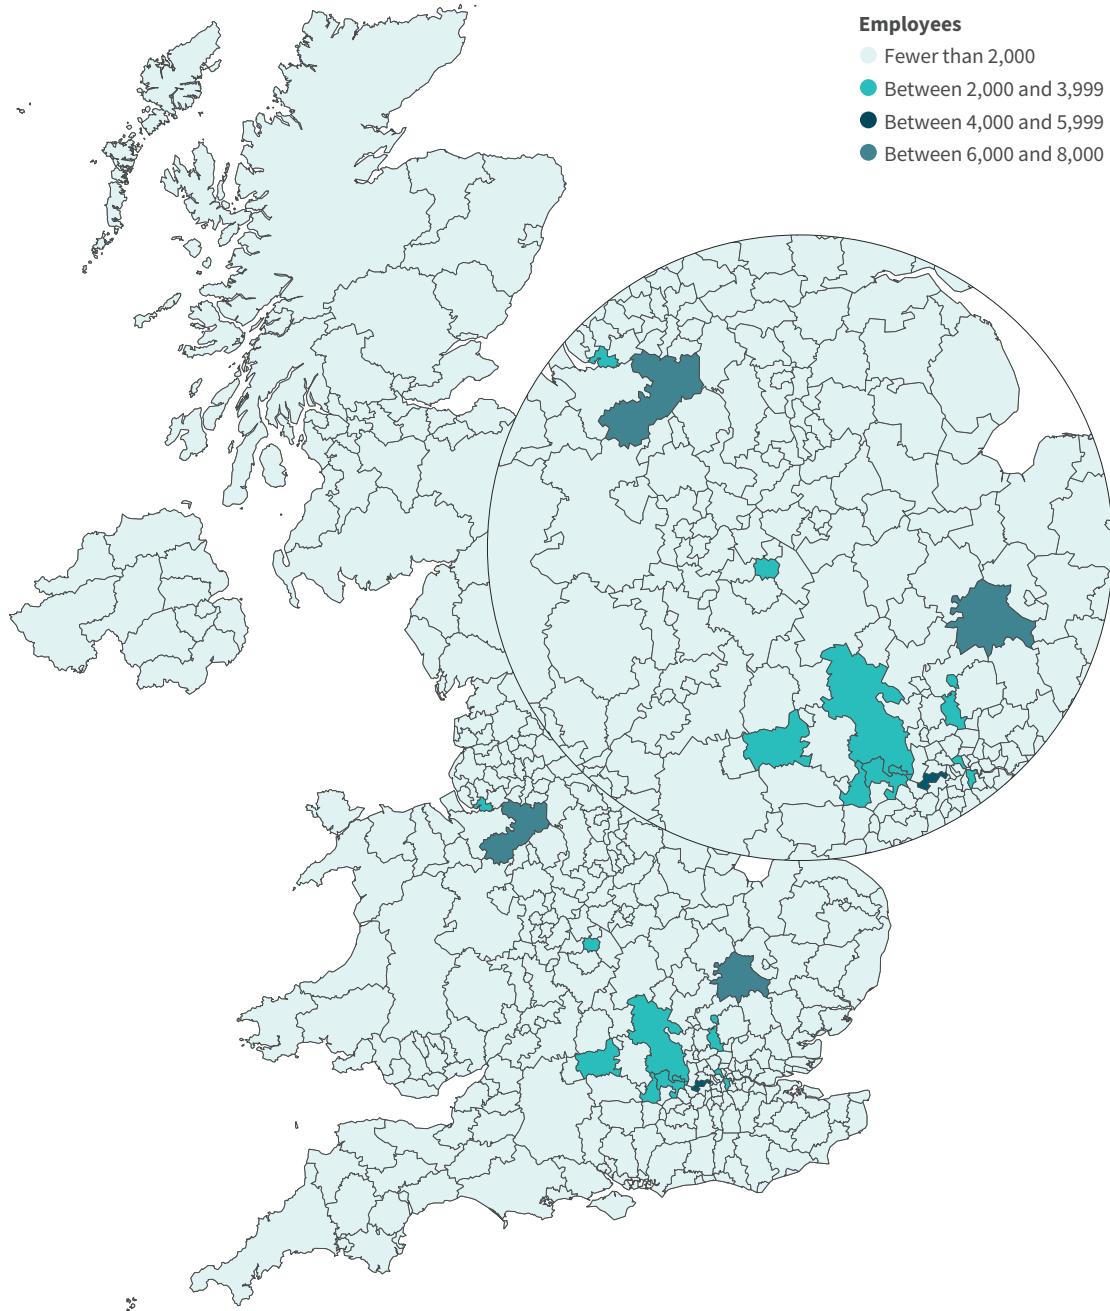 Employees
Fewer than 2,000
Between 2,000 and 3,999
Between 4,000 and 5,999
Between 6,000 and 8,000